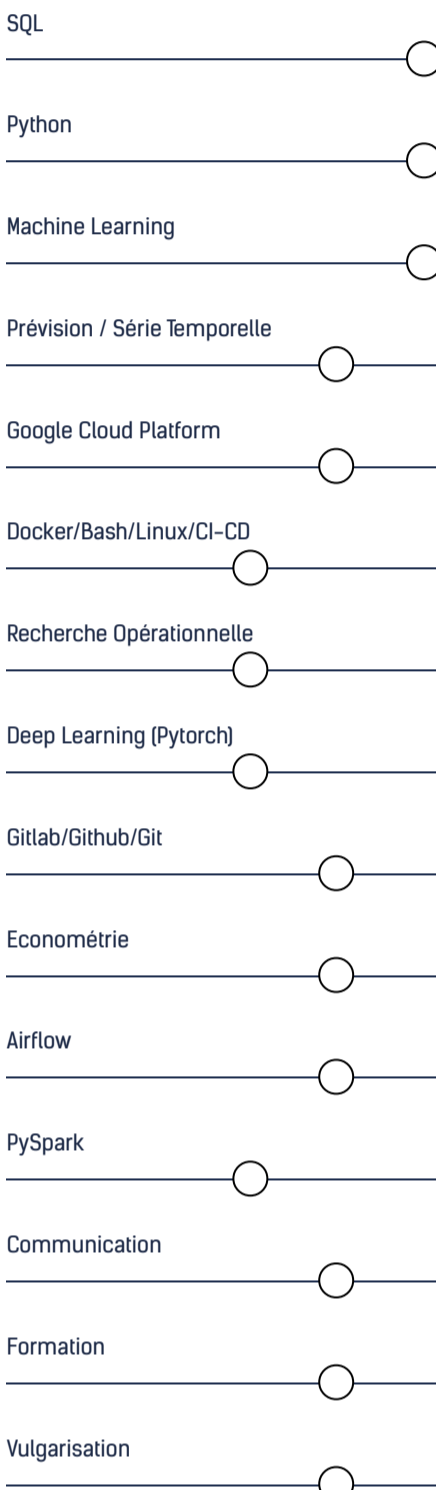 SQL
Python
Machine Learning
Prévision / Série Temporelle
Google Cloud Platform
Docker/Bash/Linux/CI-CD
Recherche Opérationnelle
Deep Learning (Pytorch)
Gitlab/Github/Git
Econométrie
Airflow
PySpark
Communication
Formation
Vulgarisation